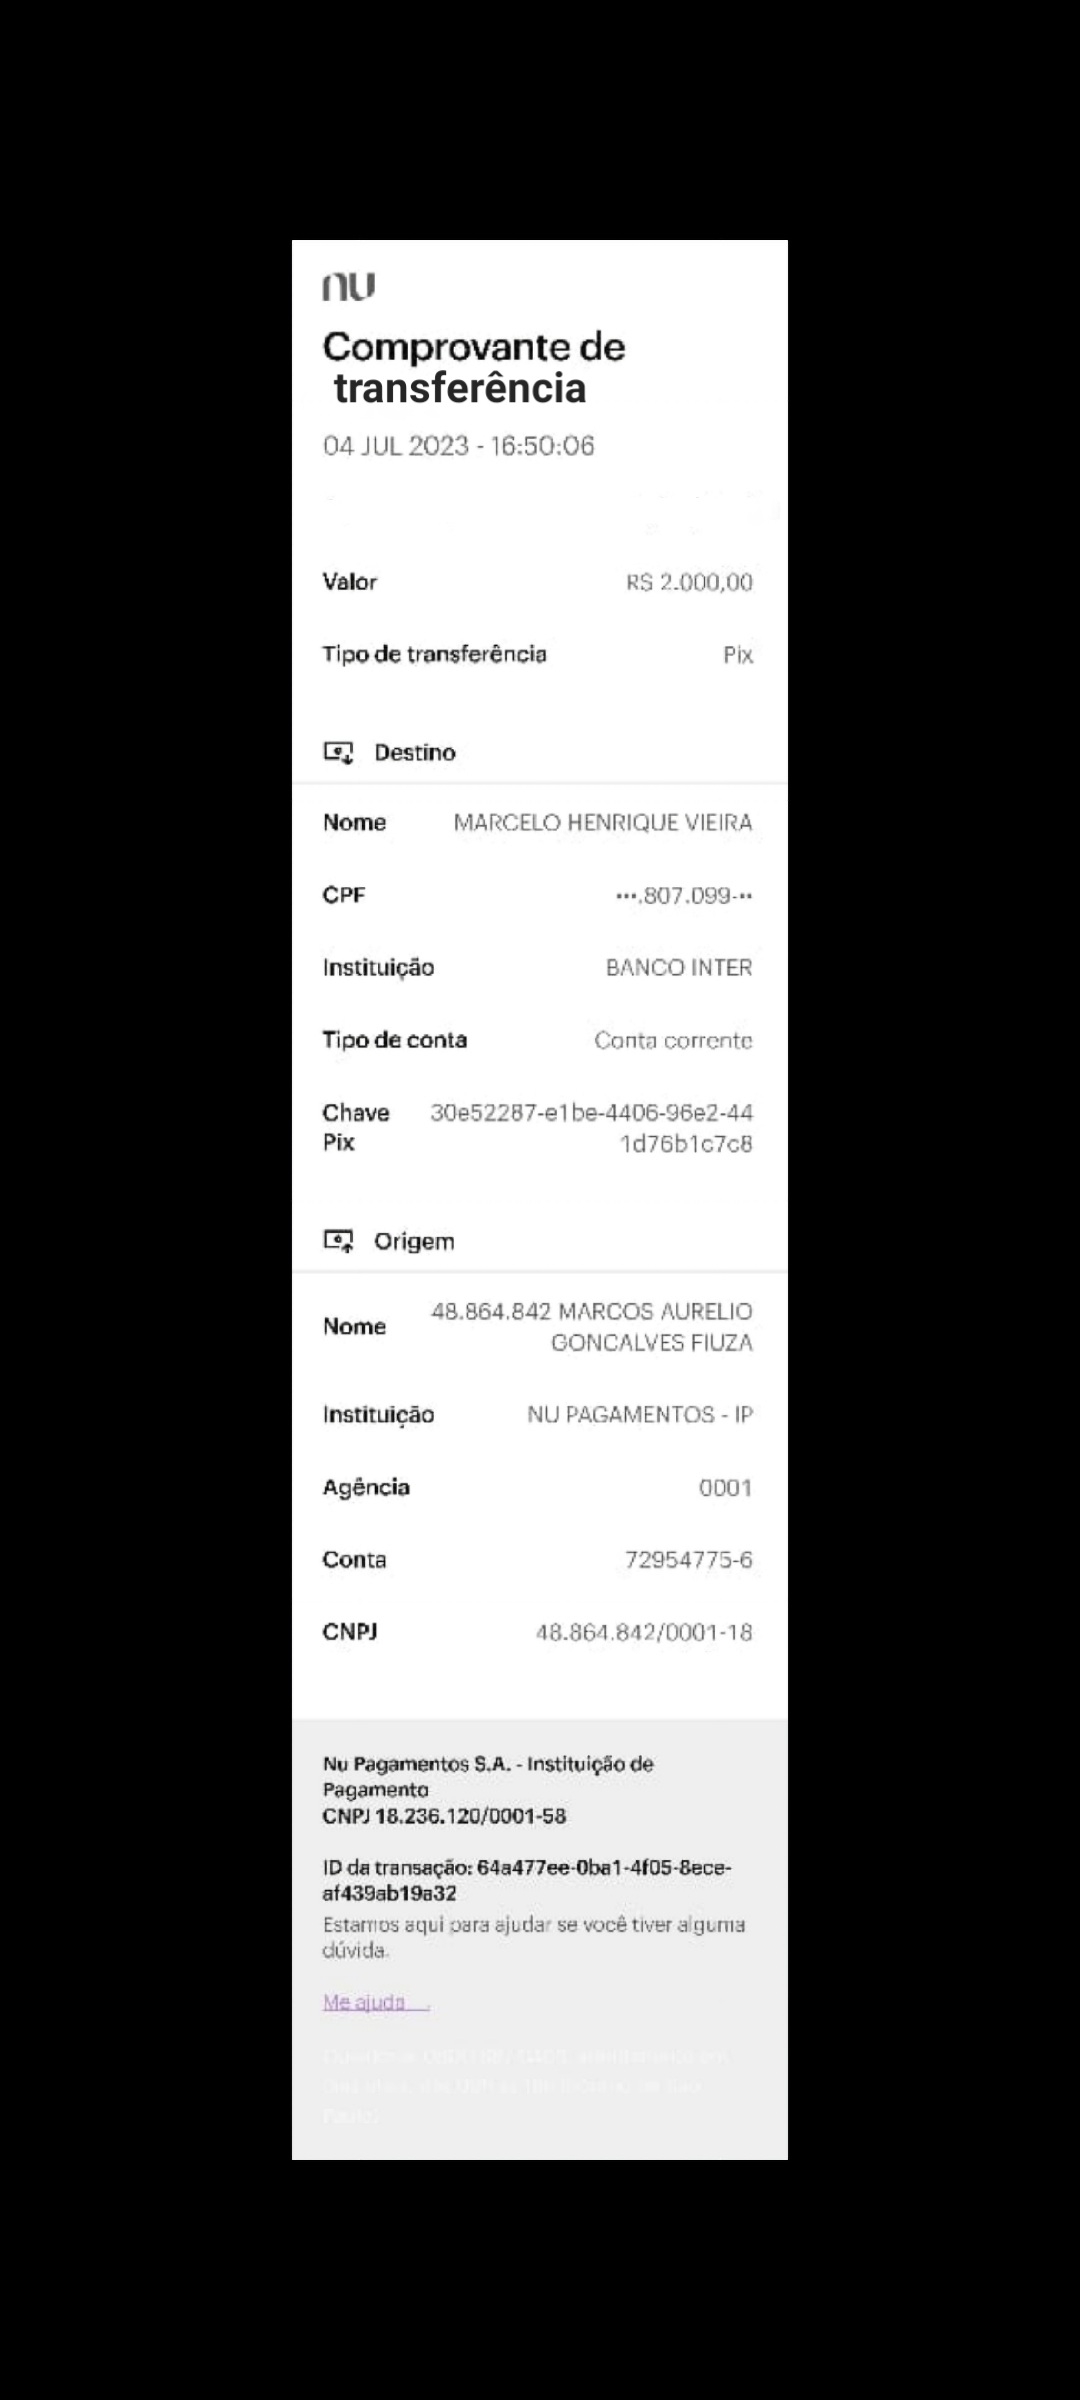 nu
Comprovante de
transferência
04 JUL 2023 - 16:50:06
Valor R$ 2.000,00
Tipo de transferência Pix
Destino
Nome MARCELO HENRIQUE VIEIRA
CPF •••.807.099-••
Instituição BANCO INTER
Tipo de conta Conta corrente
Chave 30e52287-e1be-4406-96e2-44
Pix 1d76b1c7c8
Origem
48.864.842 MARCOS AURELIO
Nome GONCALVES FIUZA
Instituição NU PAGAMENTOS - IP
Agência 0001
Conta 72954775-6
CNPJ 48.864.842/0001-18
Nu Pagamentos S.A. - Instituição de
Pagamento
CNPJ 18.236.120/0001-58
ID da transação: 64a477ee-0ba1-4f05-8ece-
af439ab19a32
Estamos aqui para ajudar se você tiver alguma
dúvida.
Me ajuda